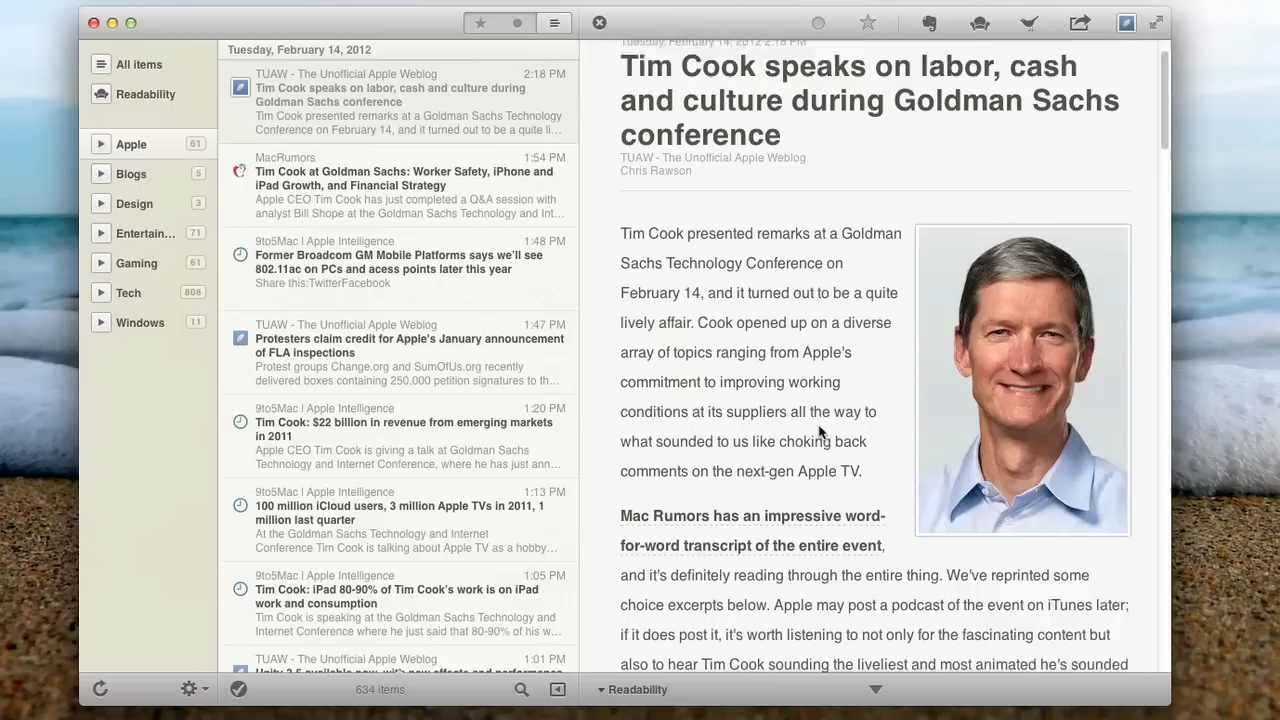 All items
Readability
Apple 61
Blogs 5
Design 3
Entertain... 71
Gaming 61
Tech 808
Windows 11
Tuesday, February 14, 2012
TUAW - The Unofficial Apple Weblog 2:18 PM
Tim Cook speaks on labor, cash and culture during
Goldman Sachs conference
Tim Cook presented remarks at a Goldman Sachs Technology
Conference on February 14, and it turned out to be a quite li...
MacRumors 1:54 PM
Tim Cook at Goldman Sachs: Worker Safety, iPhone and
iPad Growth, and Financial Strategy
Apple CEO Tim Cook has just completed a Q&A session with
analyst Bill Shope at the Goldman Sachs Technology and Int...
9to5Mac | Apple Intelligence 1:48 PM
Former Broadcom GM Mobile Platforms says we'll see
802.11ac on PCs and acess points later this year
Share this:TwitterFacebook
TUAW - The Unofficial Apple Weblog 1:47 PM
Protesters claim credit for Apple's January announcement
of FLA inspections
Protest groups Change.org and SumOfUs.org recently
delivered boxes containing 250,000 petition signatures to th...
9to5Mac | Apple Intelligence 1:20 PM
Tim Cook: $22 billion in revenue from emerging markets
in 2011
Apple CEO Tim Cook is giving a talk at Goldman Sachs
Technology and Internet Conference, where he has just ann...
9to5Mac | Apple Intelligence 1:13 PM
100 million iCloud users, 3 million Apple TVs in 2011, 1
million last quarter
At the Goldman Sachs Technology and Internet
Conference Tim Cook is talking about Apple TV as a hobby...
9to5Mac | Apple Intelligence 1:05 PM
Tim Cook: iPad 80-90% of Tim Cook's work is on iPad
work and consumption
Tim Cook is speaking at the Goldman Sachs Technology and
Internet Conference where he just said that 80-90% of his w...
TUAW - The Unofficial Apple Weblog 1:01 PM
Unity 3.5 available now, with new effects and performance
634 items
Tuesday, February 14, 2012 2:18 PM
Tim Cook speaks on labor, cash
and culture during Goldman Sachs
conference
TUAW - The Unofficial Apple Weblog
Chris Rawson
Tim Cook presented remarks at a Goldman
Sachs Technology Conference on
February 14, and it turned out to be a quite
lively affair. Cook opened up on a diverse
array of topics ranging from Apple's
commitment to improving working
conditions at its suppliers all the way to
what sounded to us like choking back
comments on the next-gen Apple TV.
Mac Rumors has an impressive word-
for-word transcript of the entire event,
and it's definitely reading through the entire thing. We've reprinted some
choice excerpts below. Apple may post a podcast of the event on iTunes later;
if it does post it, it's worth listening to not only for the fascinating content but
also to hear Tim Cook sounding the liveliest and most animated he's sounded
Readability